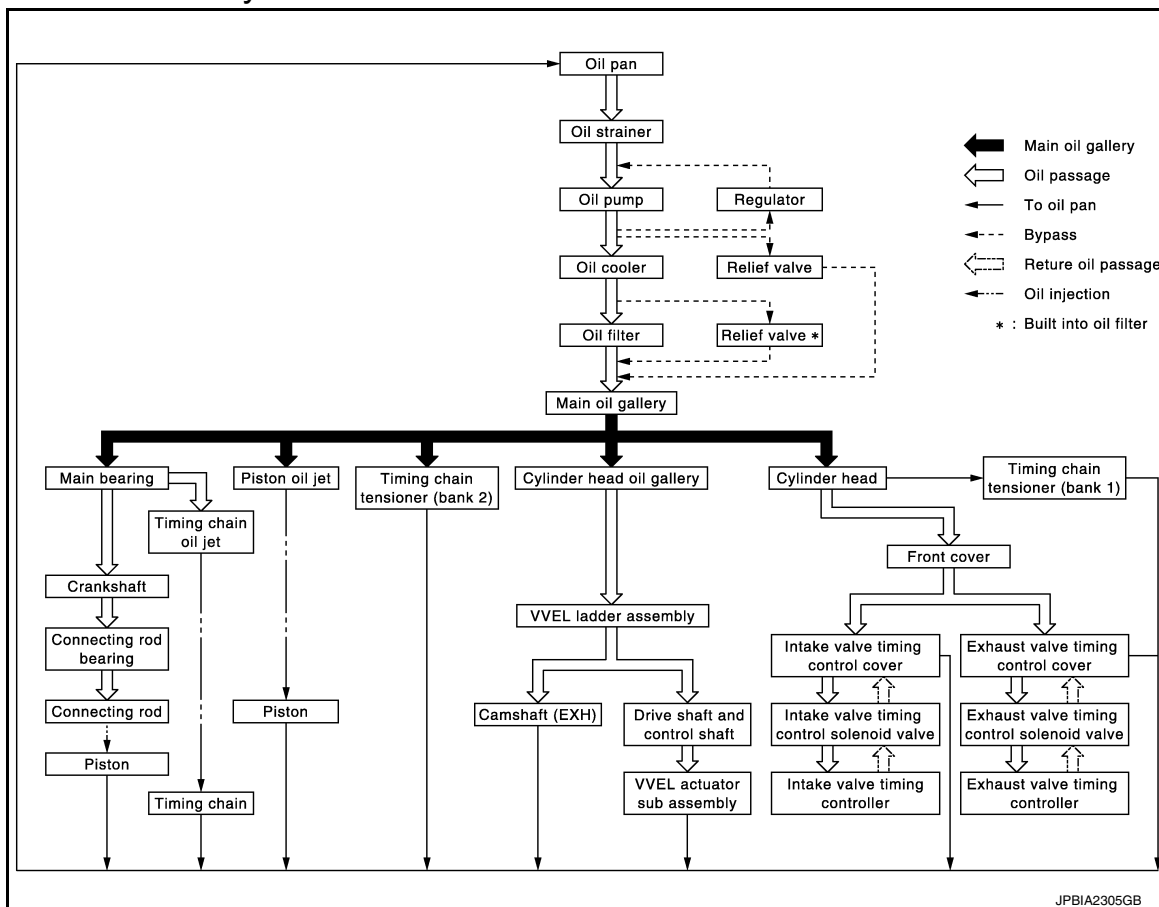 Oil pan
Oil strainer
Oil pump
Regulator
Oil cooler
Relief valve
Oil filter
Relief valve *
Main oil gallery
Main oil gallery
Oil passage
To oil pan
Bypass
Reture oil passage
Oil injection
* : Built into oil filter
Main bearing
Piston oil jet
Timing chain
tensioner (bank 2)
Cylinder head oil gallery
Cylinder head
Timing chain
tensioner (bank 1)
Timing chain
oil jet
Front cover
Crankshaft
VVEL ladder assembly
Connecting rod
bearing
Intake valve timing
control cover
Exhaust valve timing
control cover
Connecting rod
Piston
Camshaft (EXH)
Drive shaft and
control shaft
Intake valve timing
control solenoid valve
Exhaust valve timing
control solenoid valve
Piston
Timing chain
VVEL actuator
sub assembly
Intake valve timing
controller
Exhaust valve timing
controller
JPBIA2305GB